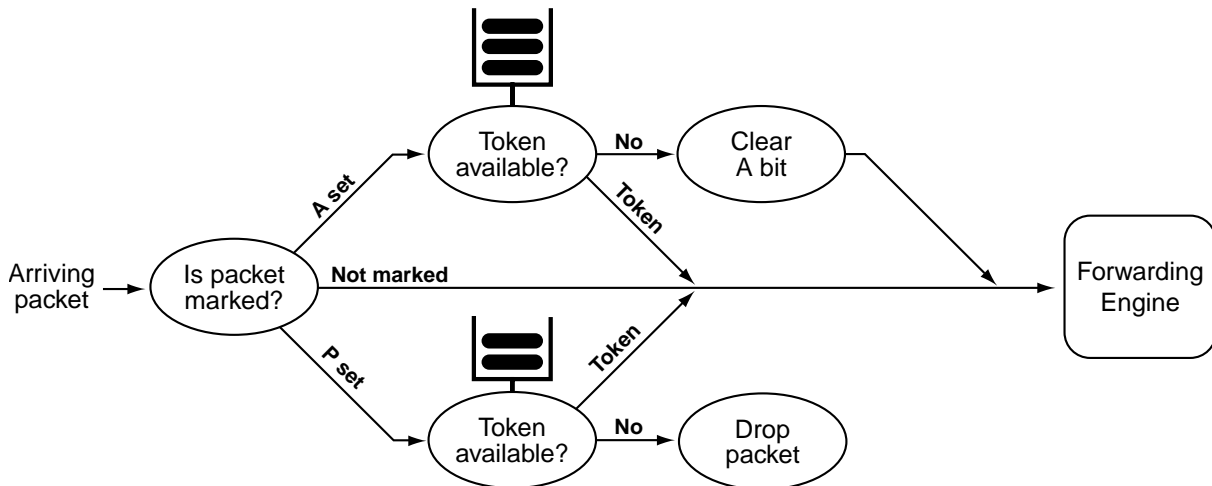 Token
available?
No
Clear
A bit
A set
Token
Arriving
packet
Is packet
marked?
Not marked
Forwarding
Engine
P set
Token
Token
available?
No
Drop
packet